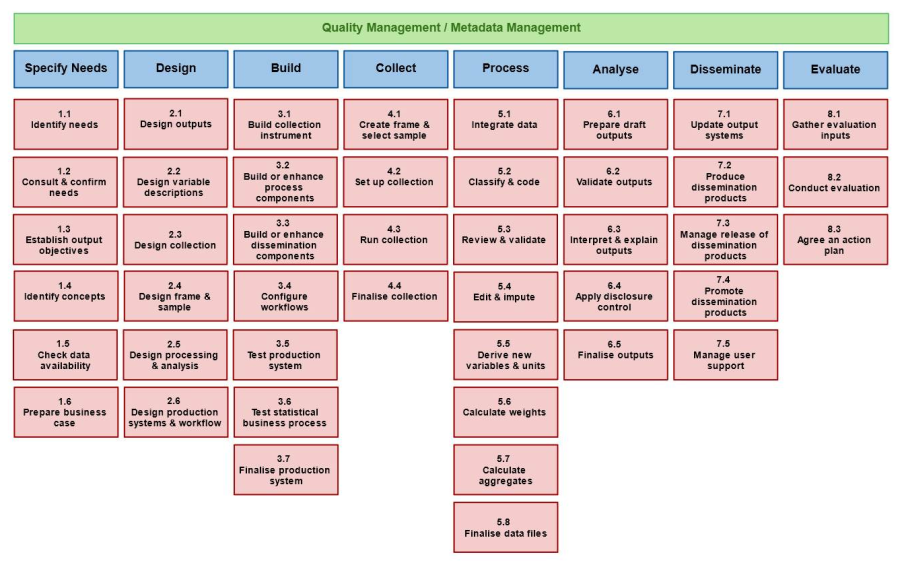 Quality Management / Metadata Management
Specify Needs
Design
Build
Collect
Process
Analyse
Disseminate
Evaluate
1.1
Identify needs
1.2
Consult & confirm
needs
1.3
Establish output
objectives
1.4
Identify concepts
1.5
Check data
availability
1.6
Prepare business
case
2.1
Design outputs
2.2
Design variable
descriptions
2.3
Design collection
2.4
Design frame &
sample
2.5
Design processing
& analysis
2.6
Design production
systems & workflow
3.1
Build collection
instrument
3.2
Build or enhance
process
components
3.3
Build or enhance
dissemination
components
3.4
Configure
workflows
3.5
Test production
system
3.6
Test statistical
business process
3.7
Finalise production
system
4.1
Create frame &
select sample
4.2
Set up collection
4.3
Run collection
4.4
Finalise collection
5.1
Integrate data
5.2
Classify & code
5.3
Review & validate
5.4
Edit & impute
5.5
Derive new
variables & units
5.6
Calculate weights
5.7
Calculate
aggregates
5.8
Finalise data files
6.1
Prepare draft
outputs
6.2
Validate outputs
6.3
Interpret & explain
outputs
6.4
Apply disclosure
control
6.5
Finalise outputs
7.1
Update output
systems
7.2
Produce
dissemination
products
7.3
Manage release of
dissemination
products
7.4
Promote
dissemination
products
7.5
Manage user
support
8.1
Gather evaluation
inputs
8.2
Conduct evaluation
8.3
Agree an action
plan